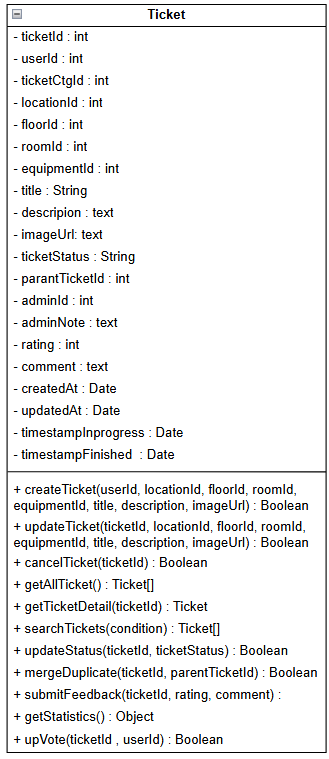 Ticket
- ticketId : int
- userId : int
- ticketCtgId : int
- locationId : int
- floorId : int
- roomId : int
- equipmentId : int
- title : String
- descripion : text
- imageUrl: text
- ticketStatus : String
- parantTicketId : int
- adminId : int
- adminNote : text
- rating : int
- comment : text
- createdAt : Date
- updatedAt : Date
- timestampInprogress : Date
- timestampFinished : Date
+ createTicket(userId, locationId, floorId, roomId,
equipmentId, title, description, imageUrl) : Boolean
+ updateTicket(ticketId, locationId, floorId, roomId,
equipmentId, title, description, imageUrl) : Boolean
+ cancelTicket(ticketId) : Boolean
+ getAllTicket() : Ticket[]
+ getTicketDetail(ticketId) : Ticket
+ searchTickets(condition) : Ticket[]
+ updateStatus(ticketId, ticketStatus) : Boolean
+ mergeDuplicate(ticketId, parentTicketId) : Boolean
+ submitFeedback(ticketId, rating, comment) :
+ getStatistics() : Object
+ upVote(ticketId , userId) : Boolean